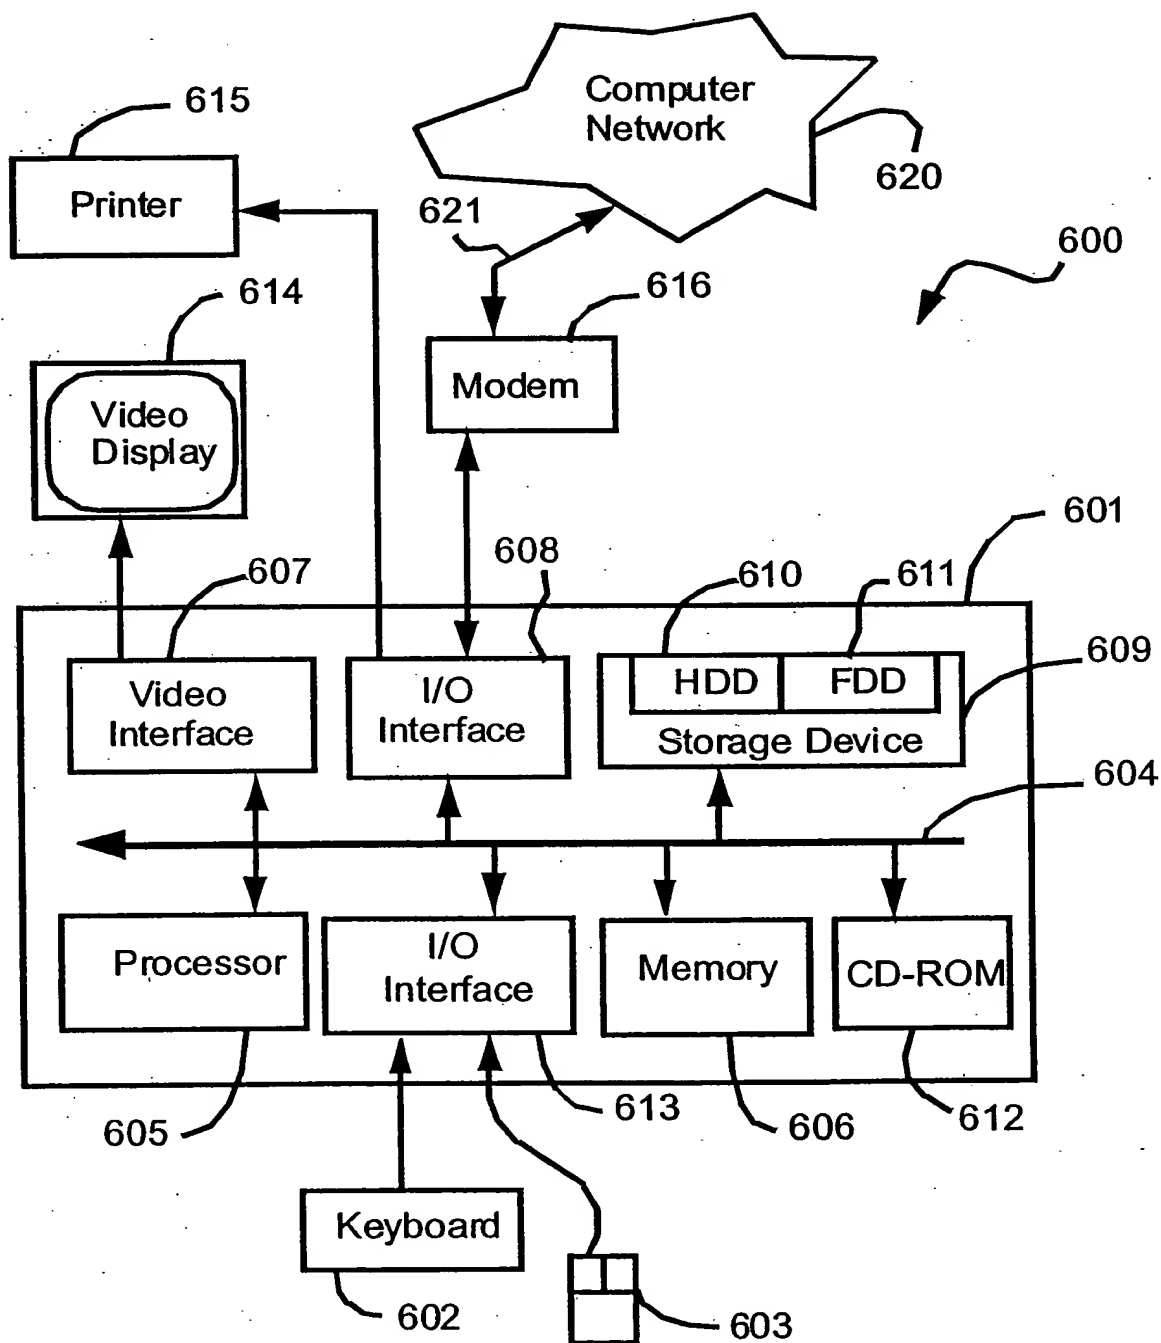 615
Computer
Network
Printer
620
621
600
614
616
Video
Display
Modem
601
608
607
610
611
609
Video
Interface
I/O
Interface
HDD
FDD
Storage Device
604
Processor
I/O
Interface
Memory
CD-ROM
605
613
606
612
Keyboard
602
603